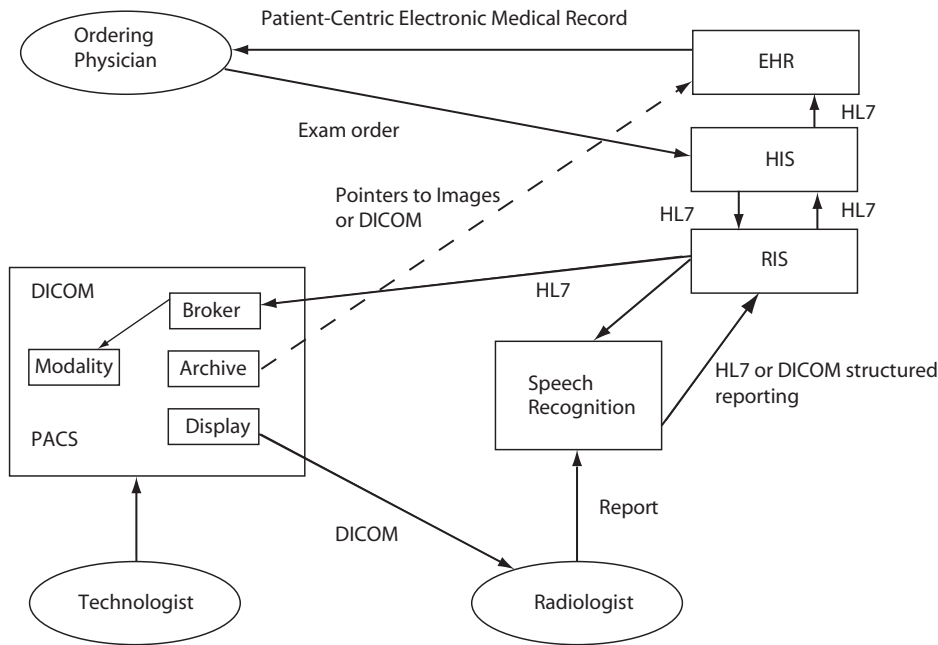 Patient-Centric Electronic Medical Record
Ordering
Physician
EHR
HL7
Exam order
HIS
Pointers to Images
or DICOM
HL7
HL7
RIS
DICOM
HL7
Broker
Modality
Archive
Speech
Recognition
HL7 or DICOM structured
reporting
Display
PACS
Report
DICOM
Technologist
Radiologist